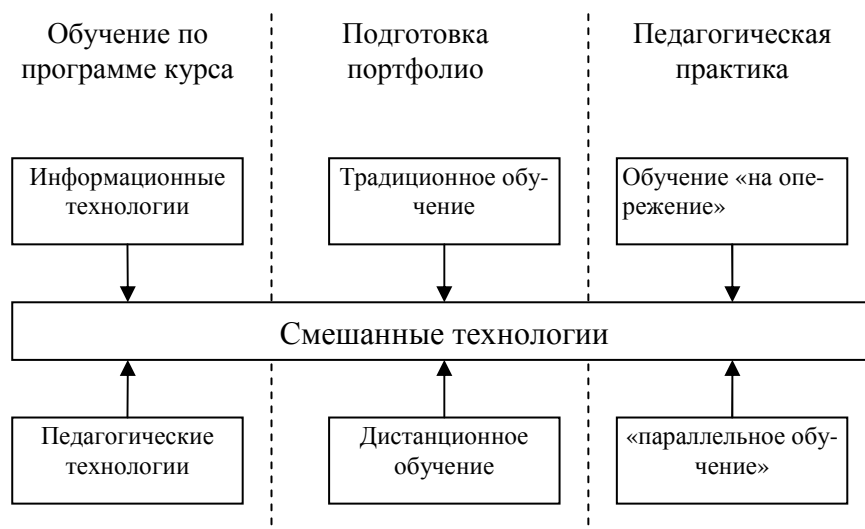 Обучение по
программе курса
Подготовка
портфолио
Педагогическая
практика
Информационные
технологии
Традиционное обу-
чение
Обучение «на опе-
режение»
Смешанные технологии
Педагогические
технологии
Дистанционное
обучение
«параллельное обу-
чение»